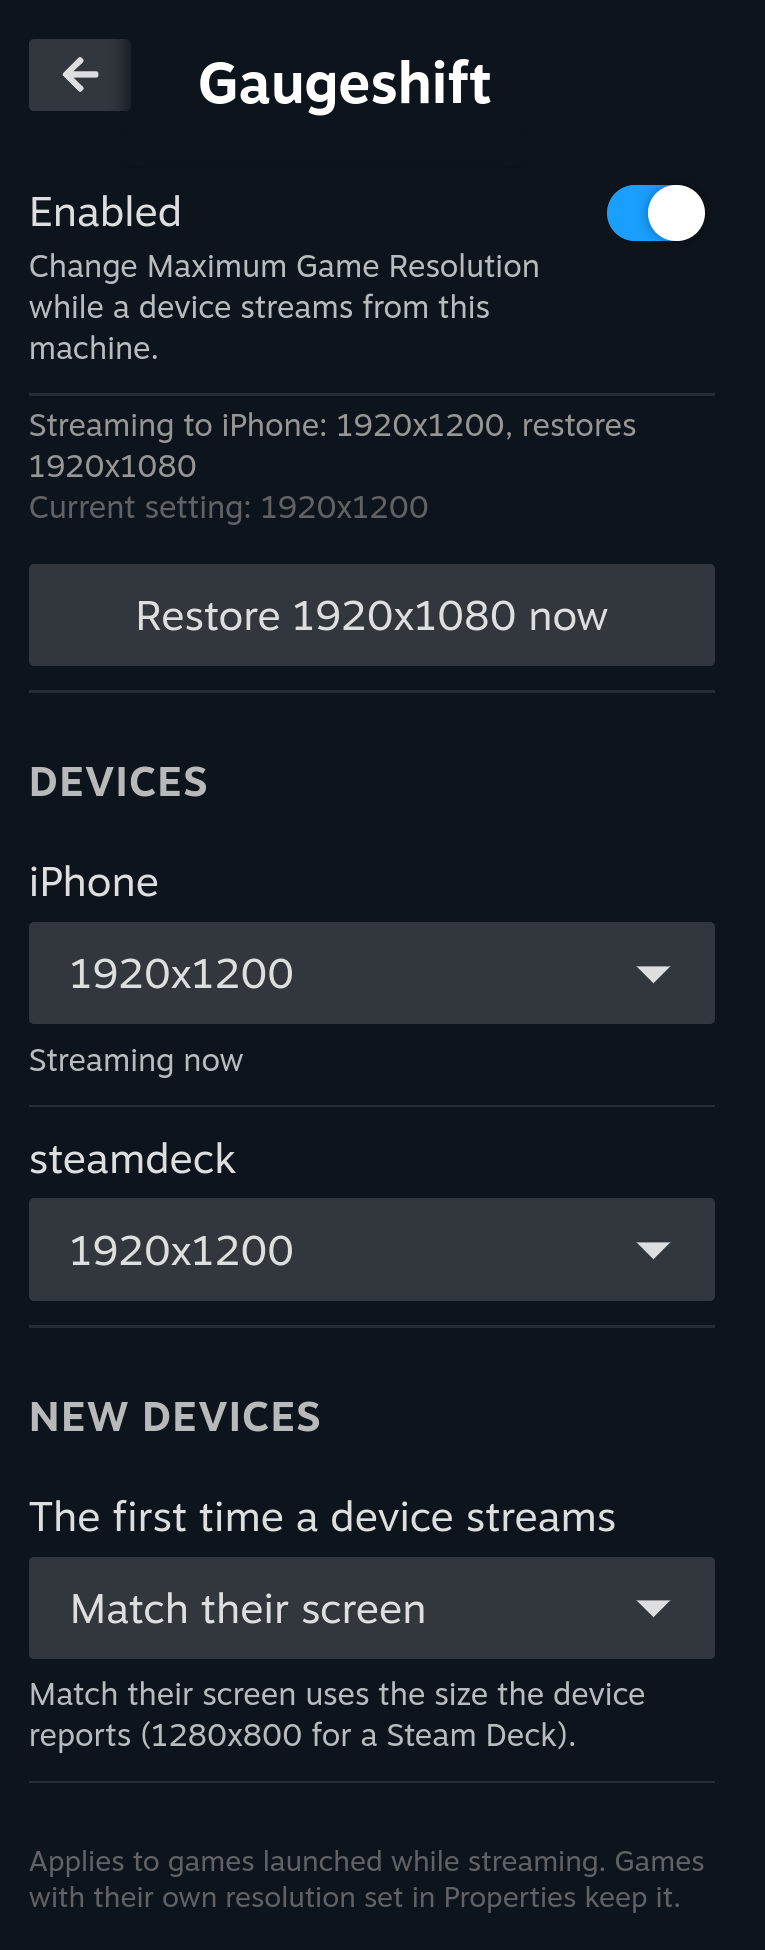 Gaugeshift
Enabled
Change Maximum Game Resolution
while a device streams from this
machine.
Streaming to iPhone: 1920x1200, restores
1920x1080
Current setting: 1920x1200
Restore 1920x1080 now
DEVICES
iPhone
1920x1200
Streaming now
steamdeck
1920x1200
NEW DEVICES
The first time a device streams
Match their screen
Match their screen uses the size the device
reports (1280x800 for a Steam Deck).
Applies to games launched while streaming. Games
with their own resolution set in Properties keep it.